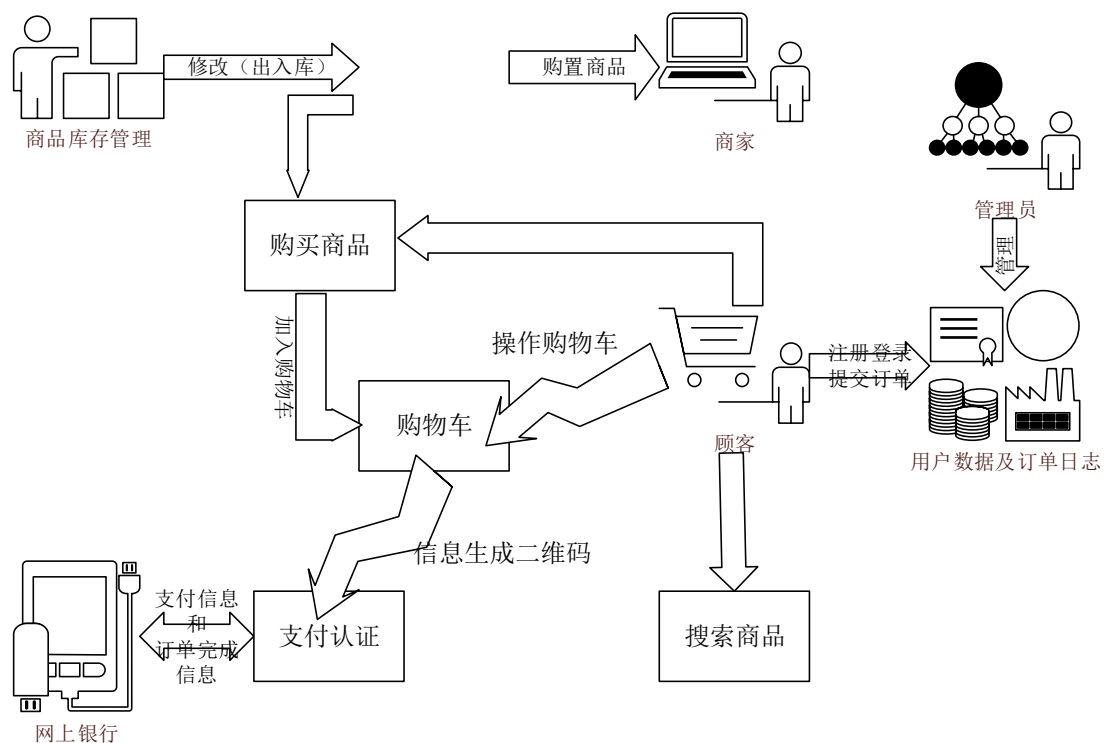 修改（出入库）
购置商品
商品库存管理
商家
管理员
管理
购买商品
加入购物车
操作购物车
注册登录
提交订单
购物车
顾客
用户数据及订单日志
信息生成二维码
支付信息
和
订单完成
信息
支付认证
搜索商品
网上银行